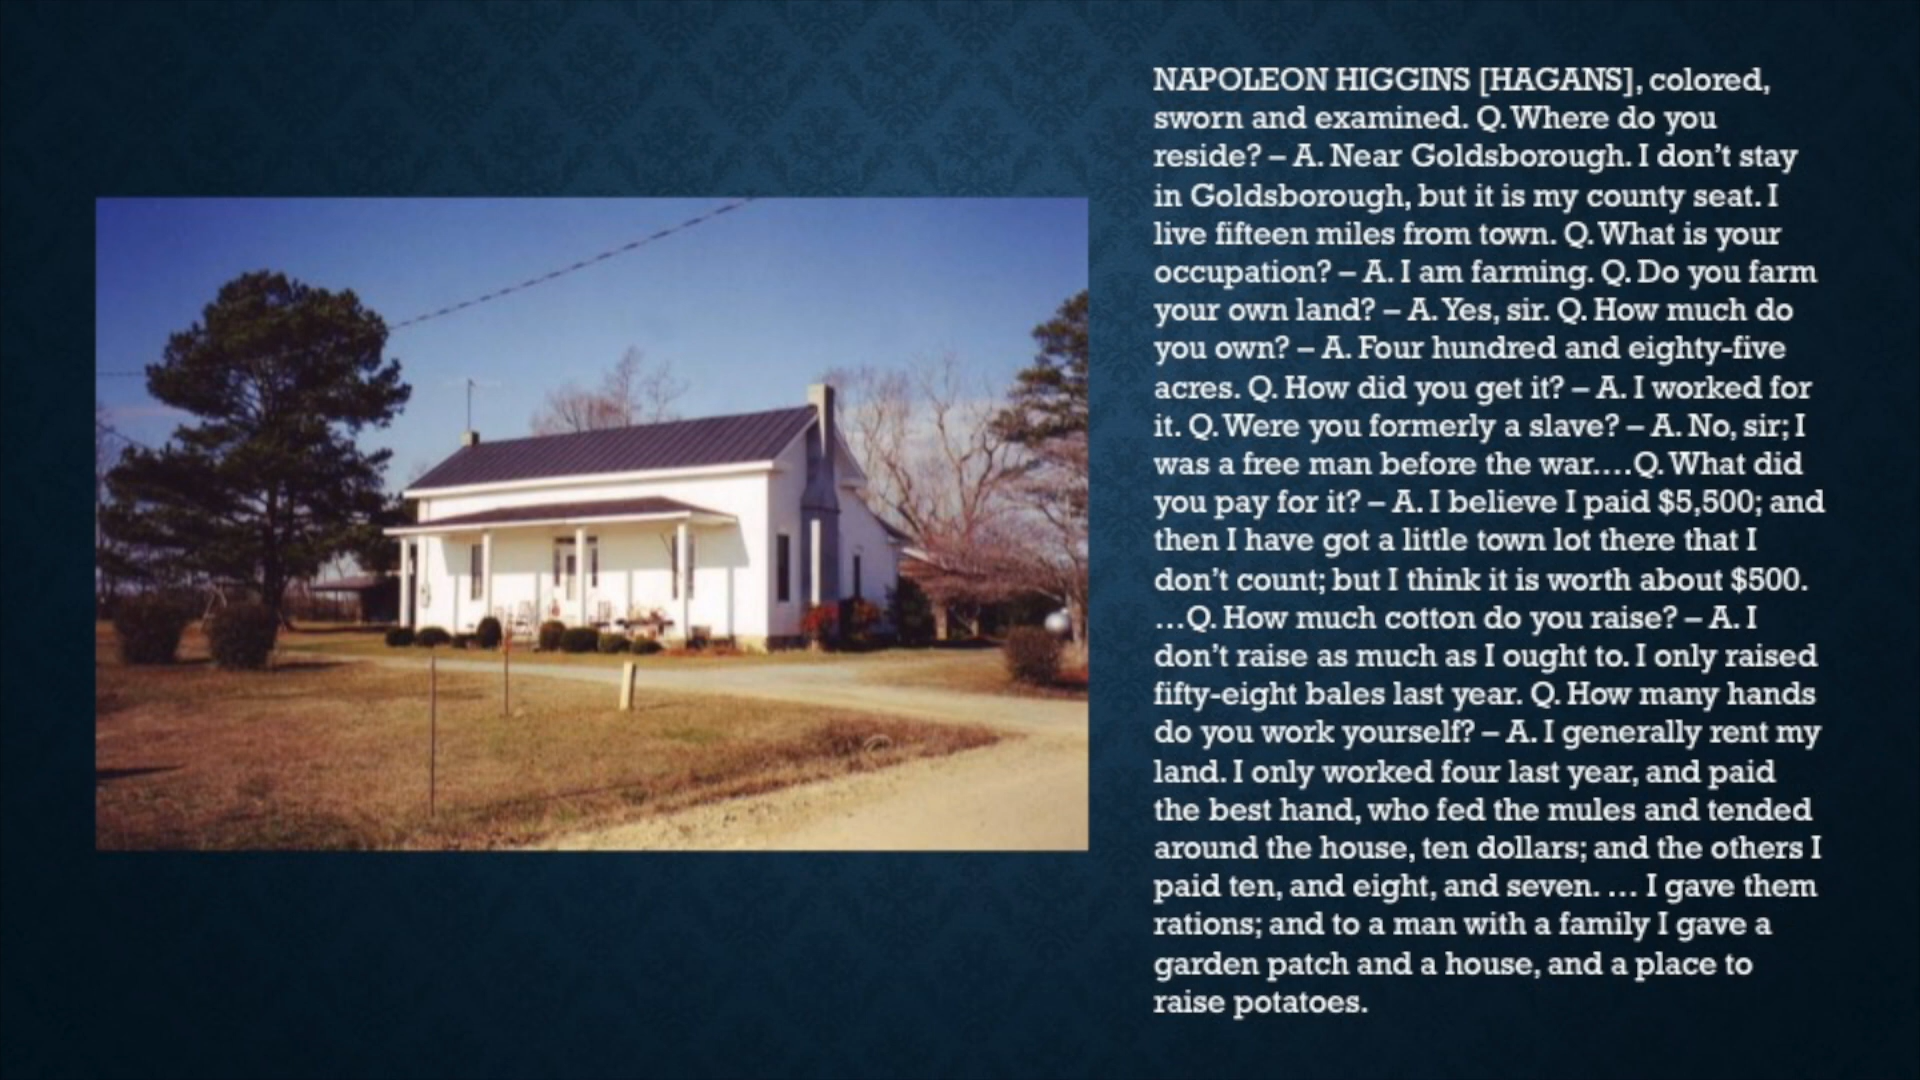 NAPOLEON HIGGINS [HAGANS], colored,
sworn and examined. Q. Where do you
reside? – A. Near Goldsborough. I don’t stay
in Goldsborough, but it is my county seat. I
live fifteen miles from town. Q. What is your
occupation? – A. I am farming. Q. Do you farm
your own land? – A. Yes, sir. Q. How much do
you own? – A. Four hundred and eighty-five
acres. Q. How did you get it? – A. I worked for
it. Q. Were you formerly a slave? – A. No, sir; I
was a free man before the war.…Q. What did
you pay for it? – A. I believe I paid $5,500; and
then I have got a little town lot there that I
don’t count; but I think it is worth about $500.
…Q. How much cotton do you raise? – A. I
don’t raise as much as I ought to. I only raised
fifty-eight bales last year. Q. How many hands
do you work yourself? – A. I generally rent my
land. I only worked four last year, and paid
the best hand, who fed the mules and tended
around the house, ten dollars; and the others I
paid ten, and eight, and seven. … I gave them
rations; and to a man with a family I gave a
garden patch and a house, and a place to
raise potatoes.